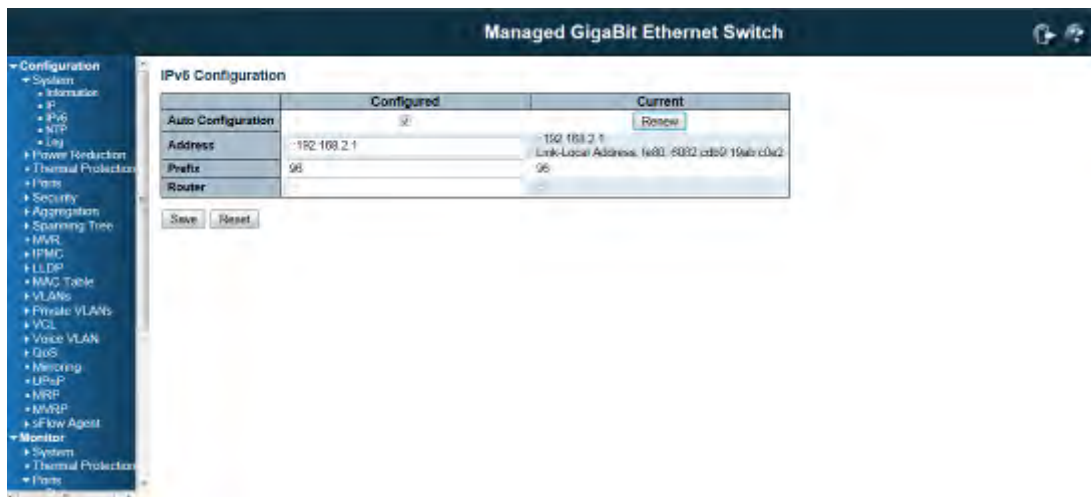 Managed GigaBit Ethernet Switch
Configuration
System
Information
IP
IPv6
NTP
Log
Power Reduction
Thermal Protection
Ports
Security
Aggregation
Spanning Tree
MVR
IPMC
LLDP
MAC Table
VLANs
Private VLANs
VCL
Voice VLAN
QoS
Mirroring
UPnP
MRP
MVRP
sFlow Agent
Monitor
System
Thermal Protection
Ports
IPv6 Configuration
Configured Current
Auto Configuration Renew
Address ::192.168.2.1 ::192.168.2.1
Link-Local Address:
Prefix 96 96
Router
Save Reset